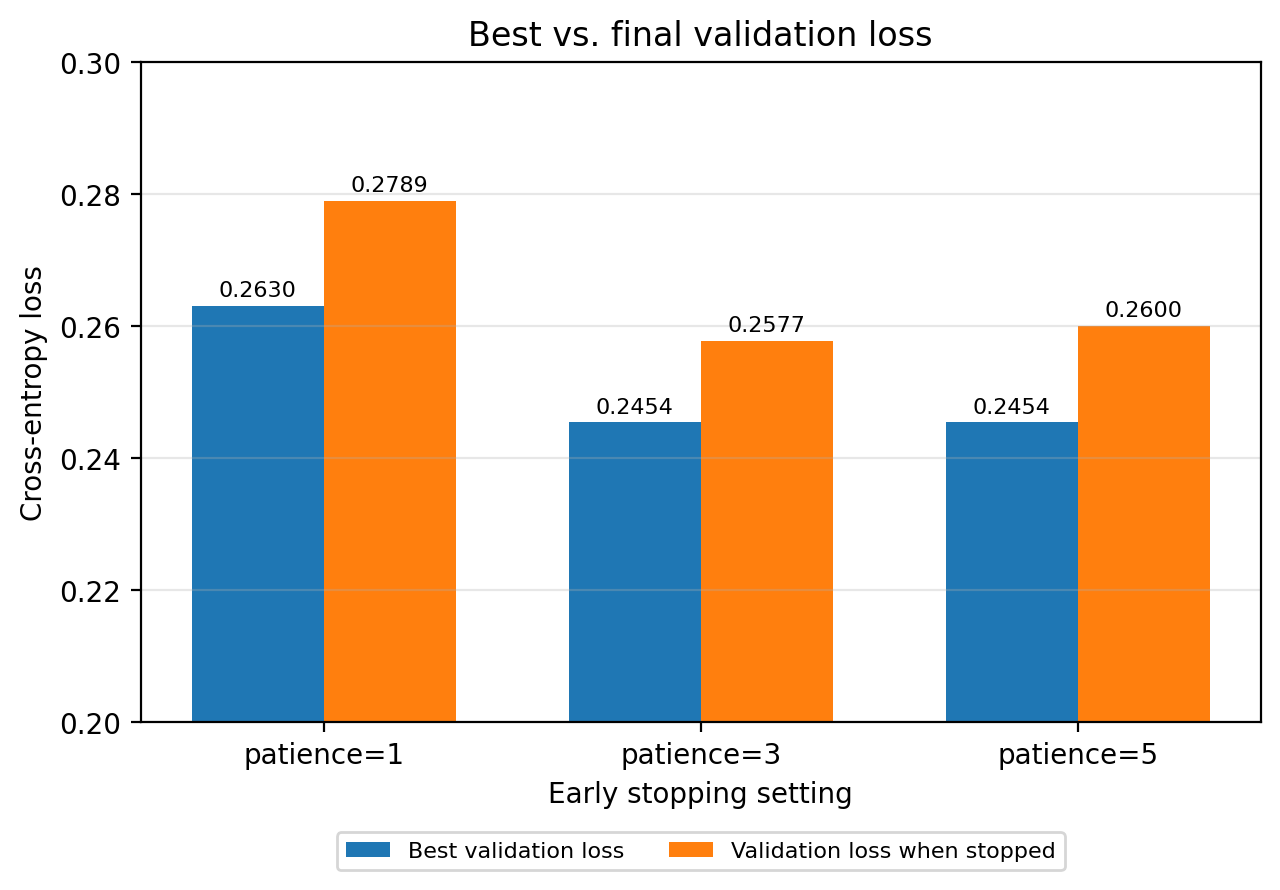 Best vs. final validation loss
0.30
0.28
0.26
0.24
0.22
0.20
Cross-entropy loss
0.2630
0.2789
0.2454
0.2577
0.2454
0.2600
patience=1 patience=3 patience=5
Early stopping setting
Best validation loss Validation loss when stopped